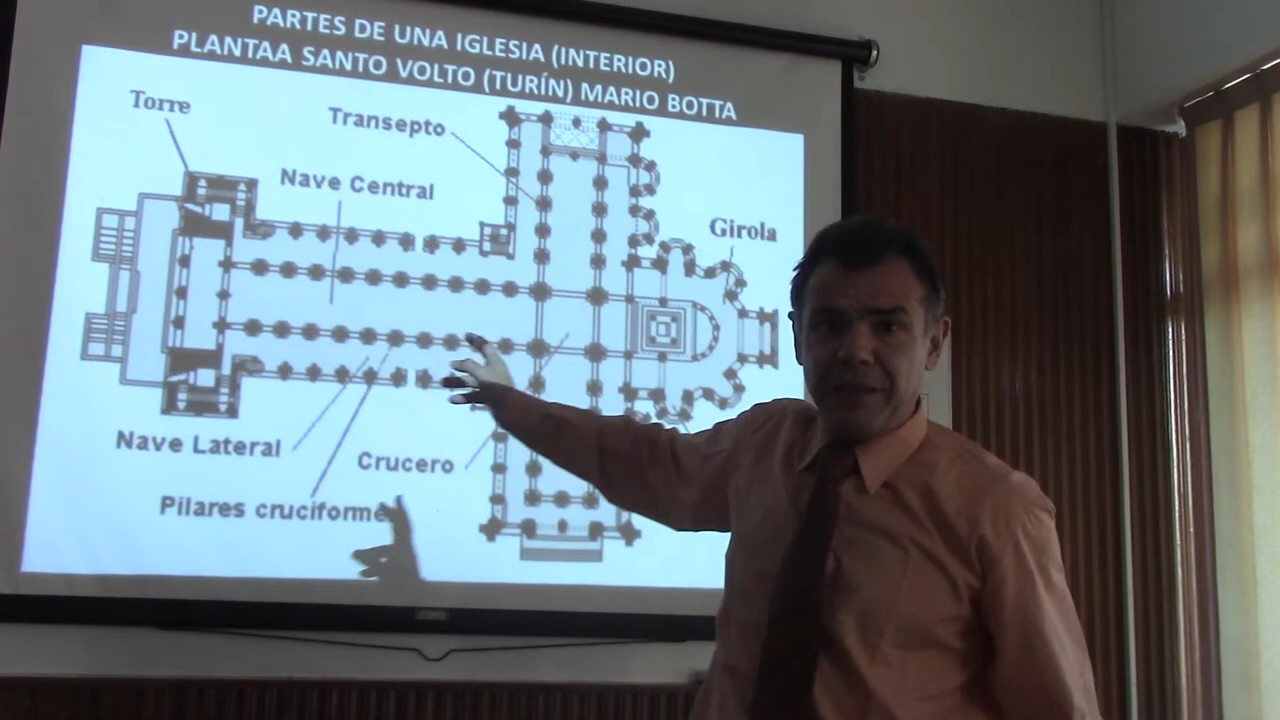 PARTES DE UNA IGLESIA (INTERIOR)
PLANTAA SANTO VOLTO (TURÍN) MARIO BOTTA
Torre
Transepto
Nave Central
Girola
Nave Lateral
Crucero
Pilares cruciforme